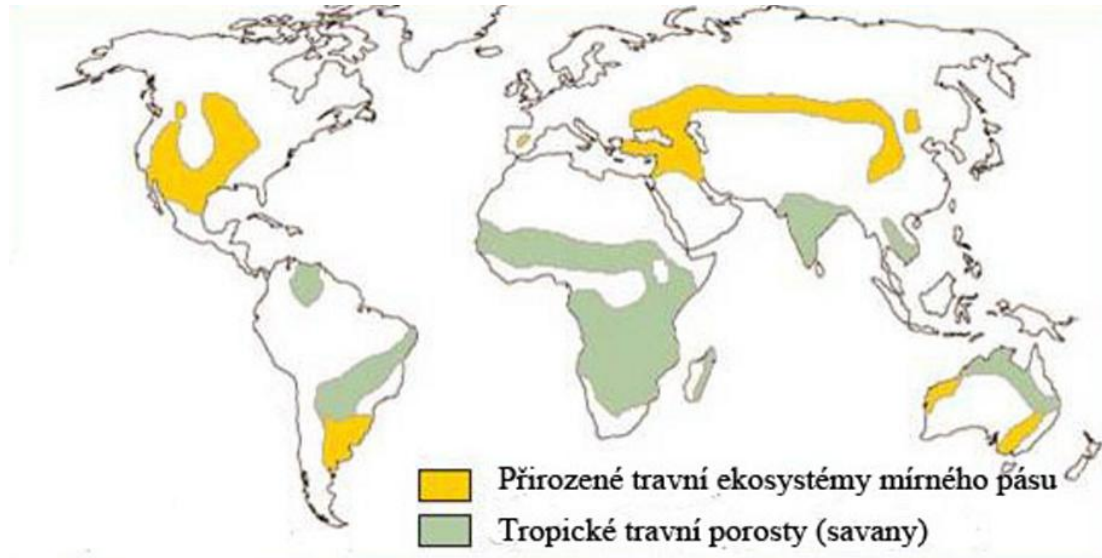 Přirozené travní ekosystémy mírného pásu
Tropické travní porosty (savany)